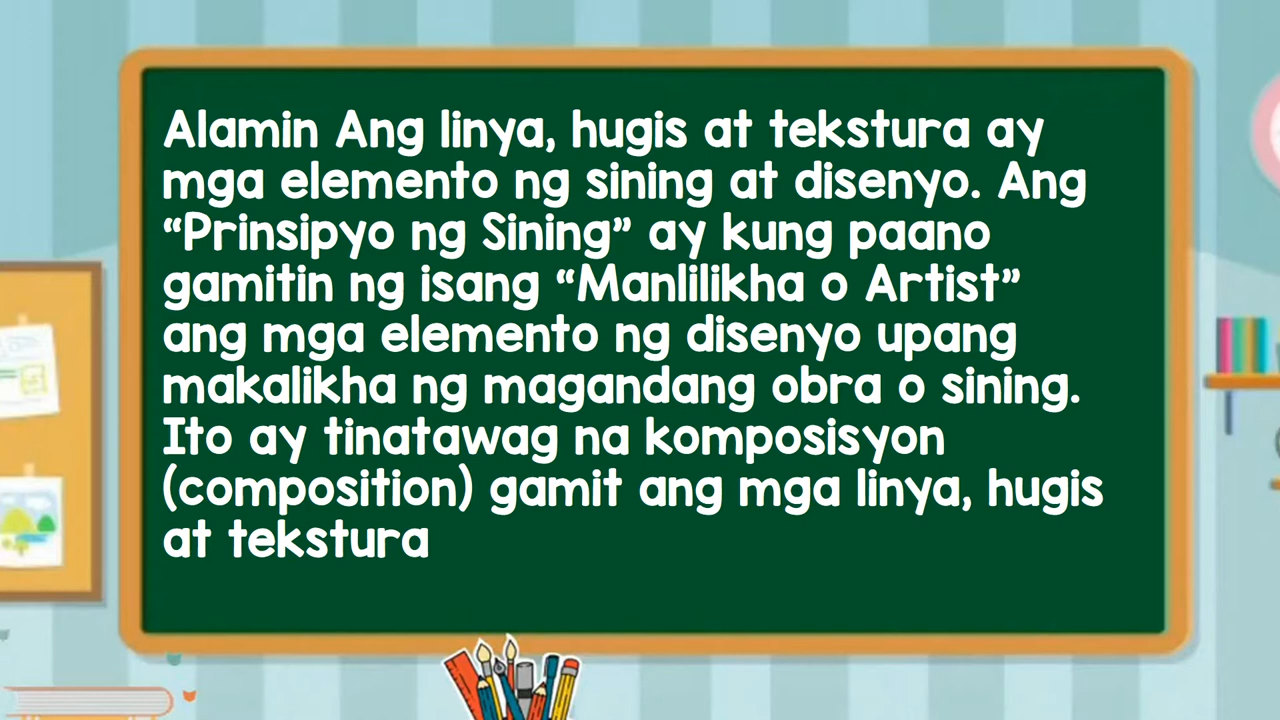 Alamin Ang linya, hugis at tekstura ay
mga elemento ng sining at disenyo. Ang
“Prinsipyo ng Sining” ay kung paano
gamitin ng isang “Manlilikha o Artist”
ang mga elemento ng disenyo upang
makalikha ng magandang obra o sining.
Ito ay tinatawag na komposisyon
(composition) gamit ang mga linya, hugis
at tekstura